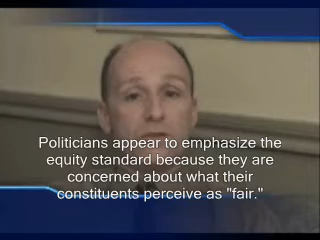 Politicians appear to emphasize the
equity standard because they are
concerned about what their
constituents perceive as "fair."